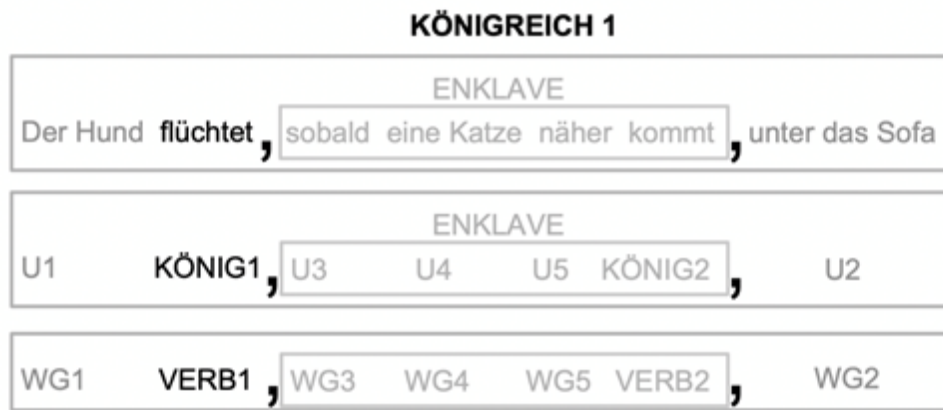 KÖNIGREICH 1
ENKLAVE
Der Hund flüchtet , sobald eine Katze näher kommt , unter das Sofa
ENKLAVE
U1 KÖNIG1 , U3 U4 U5 KÖNIG2 , U2
WG1 VERB1 , WG3 WG4 WG5 VERB2 , WG2